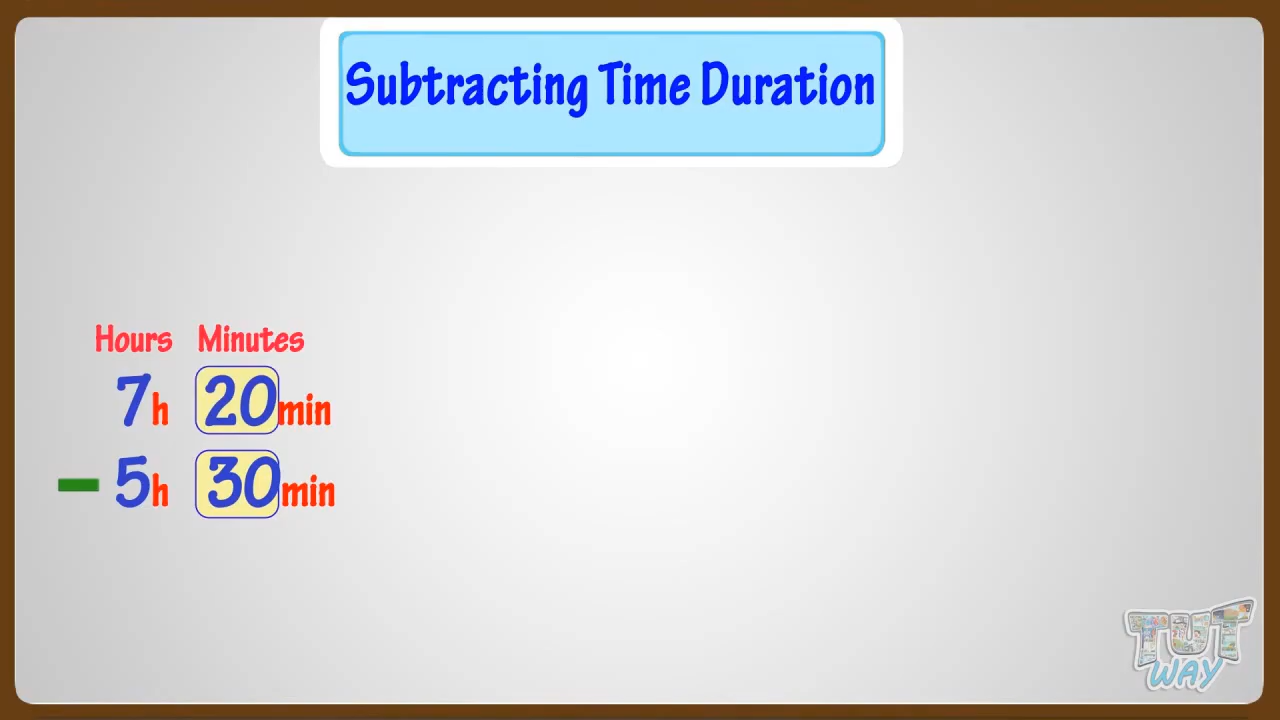 Subtracting Time Duration
Hours Minutes
7h 20min
- 5h 30min
TUT
WAY